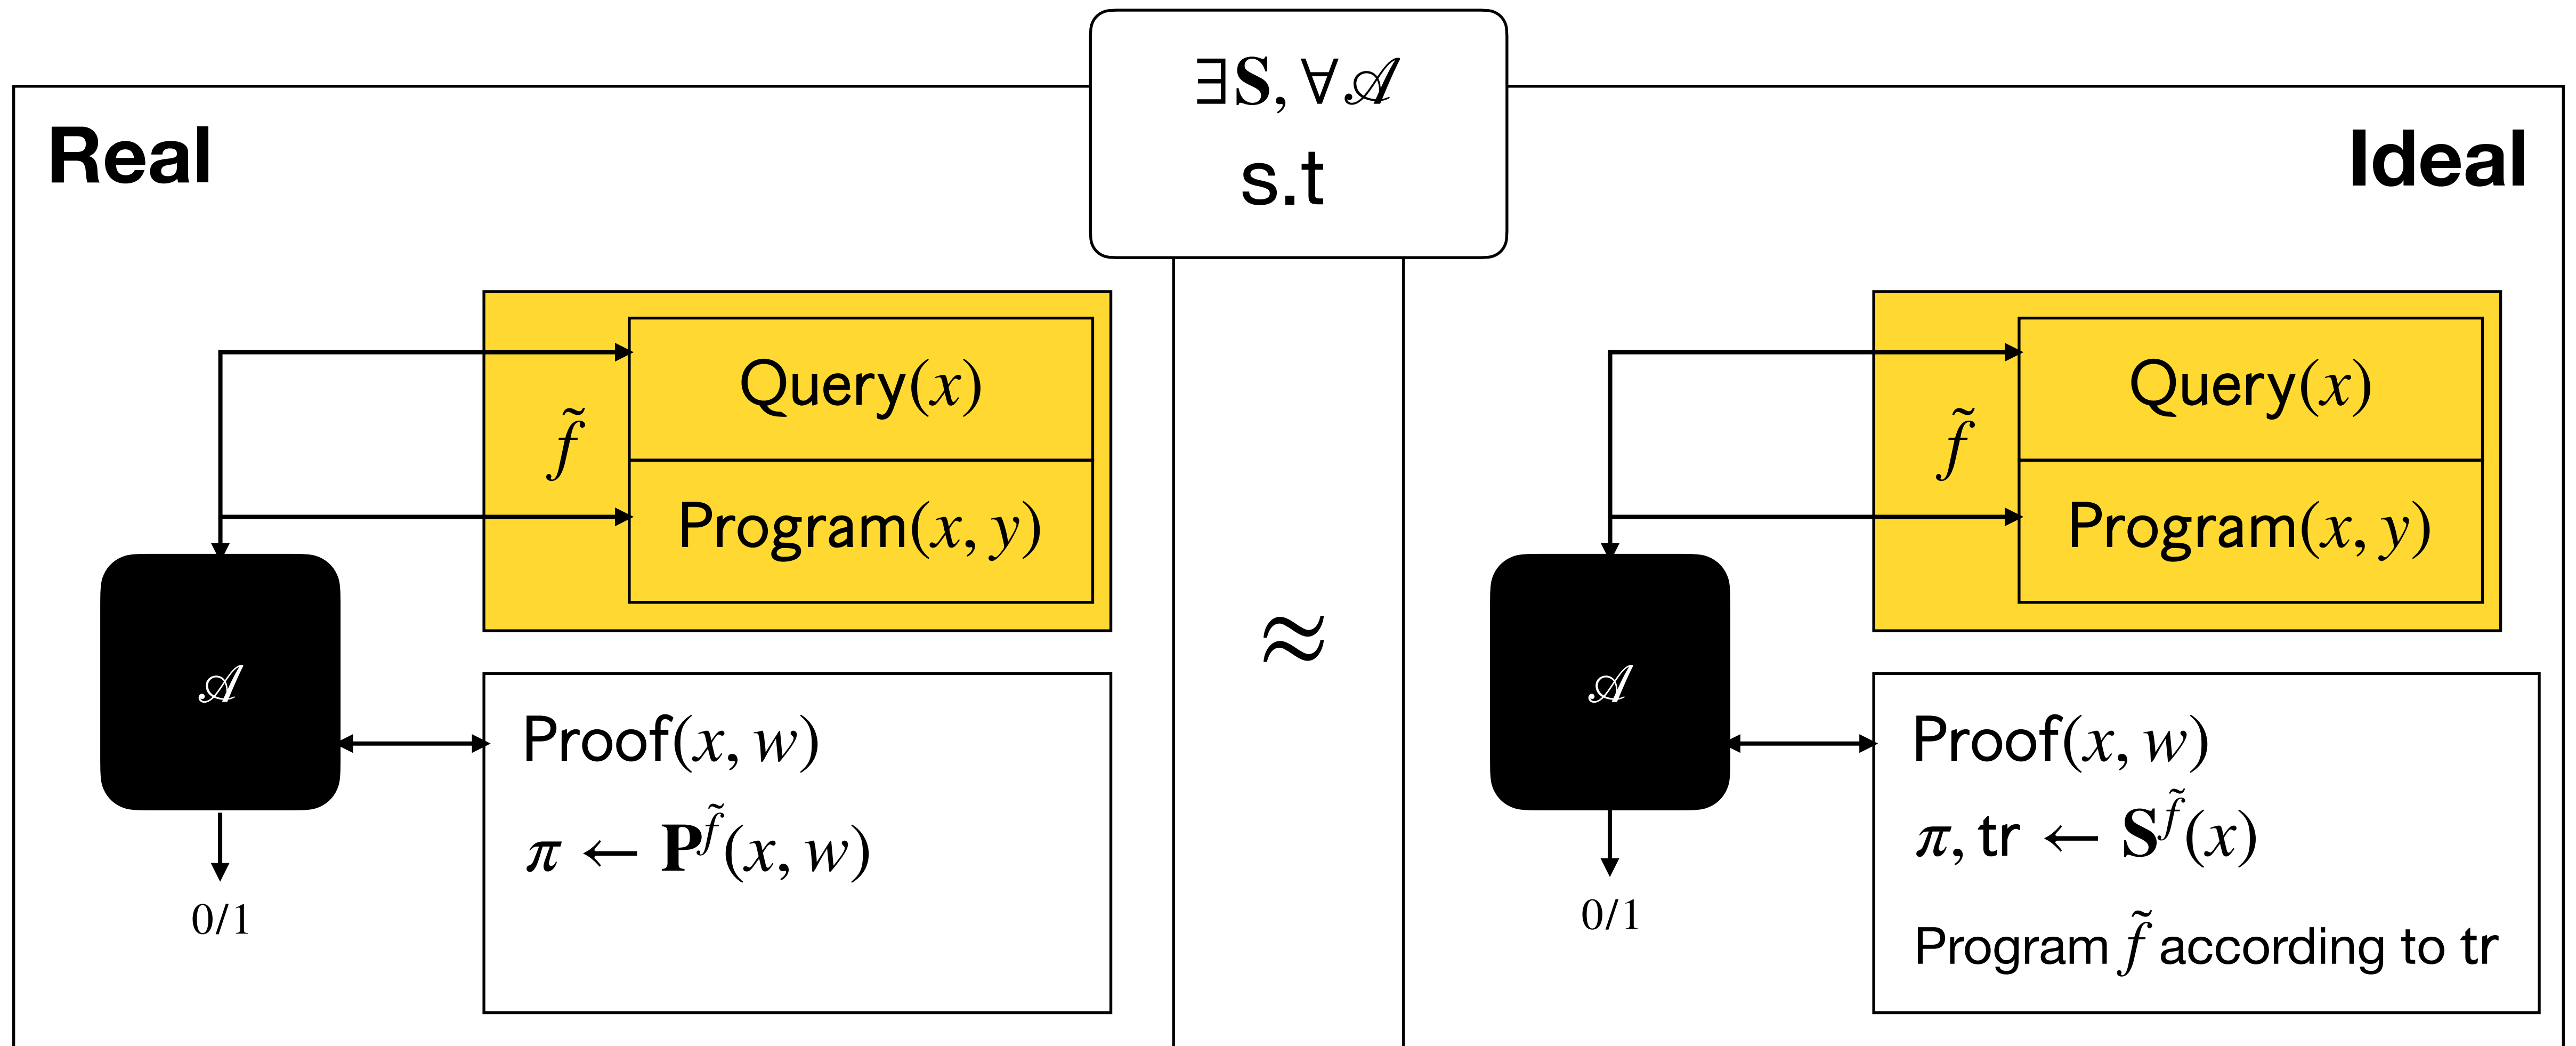 ∃𝐒, ∀𝒜
s.t
Real
Ideal
f̃
Query(x)
Program(x, y)
𝒜
0/1
Proof(x, w)
π ← 𝐏^f̃(x, w)
≈
f̃
Query(x)
Program(x, y)
𝒜
0/1
Proof(x, w)
π, tr ← 𝐒^f̃(x)
Program f̃ according to tr